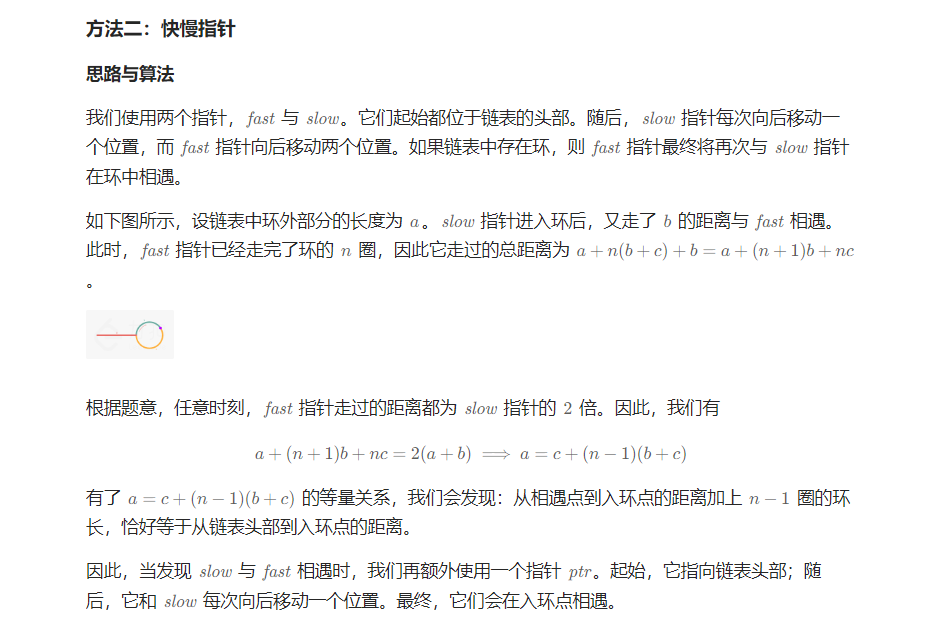 方法二：快慢指针
思路与算法
我们使用两个指针，fast 与 slow。它们起始都位于链表的头部。随后，slow 指针每次向后移动一
个位置，而 fast 指针向后移动两个位置。如果链表中存在环，则 fast 指针最终将再次与 slow 指针
在环中相遇。
如下图所示，设链表中环外部分的长度为 a。slow 指针进入环后，又走了 b 的距离与 fast 相遇。
此时，fast 指针已经走完了环的 n 圈，因此它走过的总距离为 a + n(b + c) + b = a + (n + 1)b + nc
。
根据题意，任意时刻，fast 指针走过的距离都为 slow 指针的 2 倍。因此，我们有
a + (n + 1)b + nc = 2(a + b) ⟹ a = c + (n − 1)(b + c)
有了 a = c + (n − 1)(b + c) 的等量关系，我们会发现：从相遇点到入环点的距离加上 n − 1 圈的环
长，恰好等于从链表头部到入环点的距离。
因此，当发现 slow 与 fast 相遇时，我们再额外使用一个指针 ptr。起始，它指向链表头部；随
后，它和 slow 每次向后移动一个位置。最终，它们会在入环点相遇。